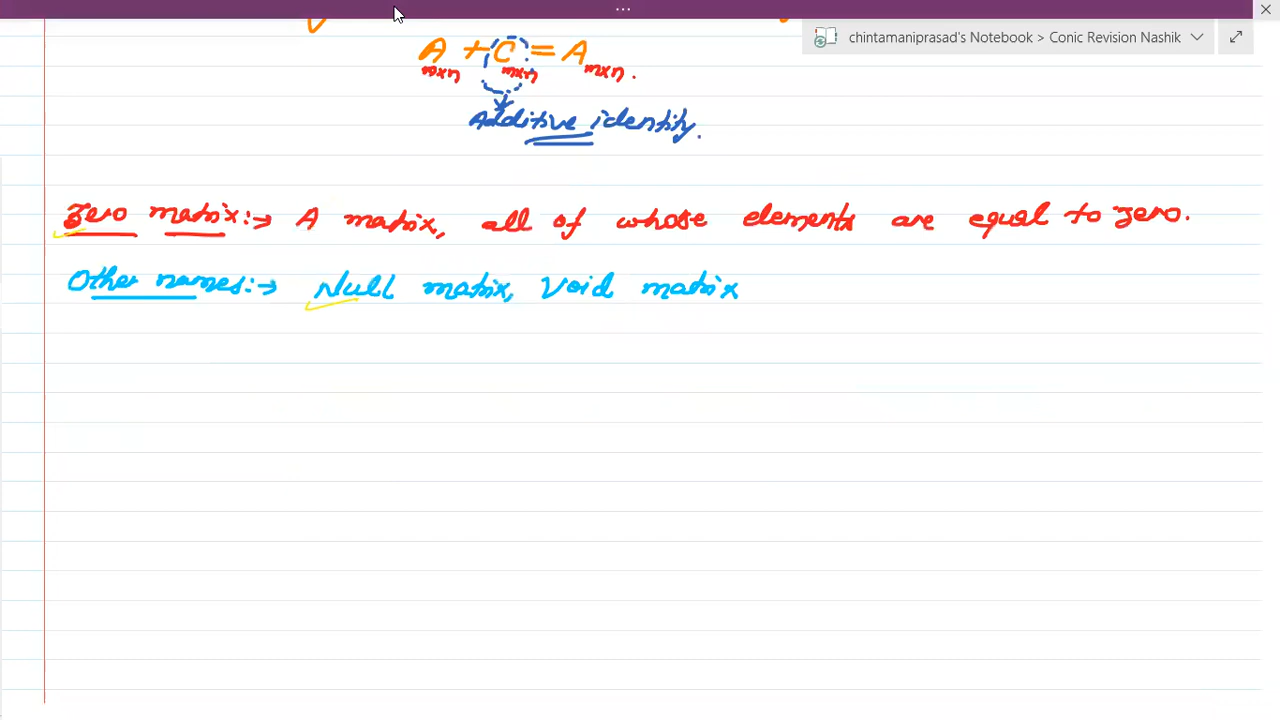 ...
chintamaniprasad's Notebook > Conic Revision Nashik
A + C = A
m×n m×n m×n.
Additive identity.
Zero matrix:→ A matrix, all of whose elements are equal to zero.
Other names:→ Null matrix, Void matrix